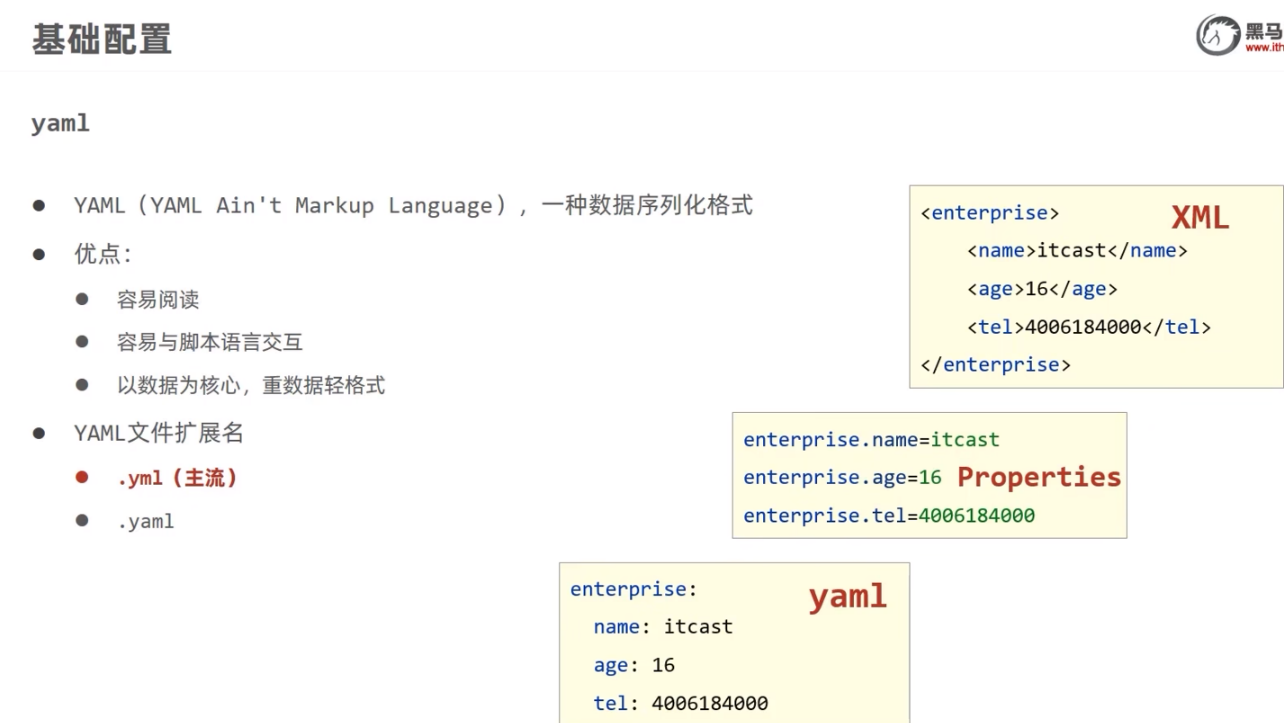 基础配置
黑马
www.ith
yaml
YAML（YAML Ain't Markup Language），一种数据序列化格式
优点：
容易阅读
容易与脚本语言交互
以数据为核心，重数据轻格式
YAML文件扩展名
.yml（主流）
.yaml
<enterprise>
XML
<name>itcast</name>
<age>16</age>
<tel>4006184000</tel>
</enterprise>
enterprise.name=itcast
enterprise.age=16
Properties
enterprise.tel=4006184000
enterprise:
yaml
name: itcast
age: 16
tel: 4006184000